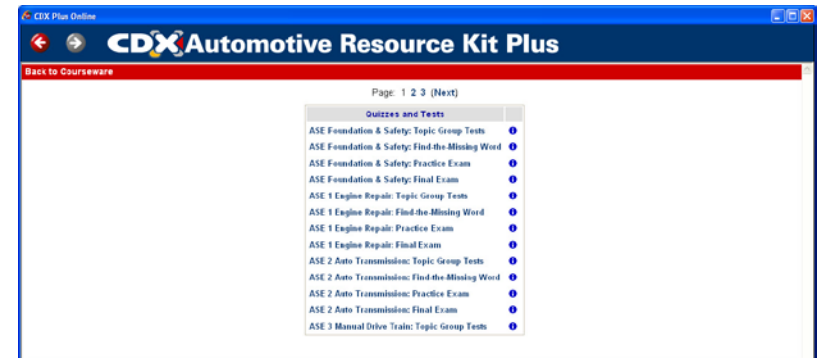 CDX Plus Online
CDX Automotive Resource Kit Plus
Back to Courseware
Page: 1 2 3 (Next)
Quizzes and Tests
ASE Foundation & Safety: Topic Group Tests
ASE Foundation & Safety: Find-the-Missing Word
ASE Foundation & Safety: Practice Exam
ASE Foundation & Safety: Final Exam
ASE 1 Engine Repair: Topic Group Tests
ASE 1 Engine Repair: Find-the-Missing Word
ASE 1 Engine Repair: Practice Exam
ASE 1 Engine Repair: Final Exam
ASE 2 Auto Transmission: Topic Group Tests
ASE 2 Auto Transmission: Find-the-Missing Word
ASE 2 Auto Transmission: Practice Exam
ASE 2 Auto Transmission: Final Exam
ASE 3 Manual Drive Train: Topic Group Tests